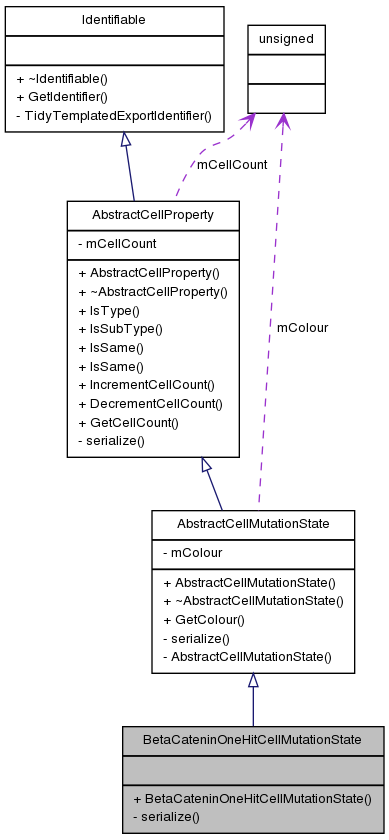 Identifiable
+ ~Identifiable()
+ GetIdentifier()
- TidyTemplatedExportIdentifier()
unsigned
mCellCount
AbstractCellProperty
- mCellCount
+ AbstractCellProperty()
+ ~AbstractCellProperty()
+ IsType()
+ IsSubType()
+ IsSame()
+ IsSame()
+ IncrementCellCount()
+ DecrementCellCount()
+ GetCellCount()
- serialize()
mColour
AbstractCellMutationState
- mColour
+ AbstractCellMutationState()
+ ~AbstractCellMutationState()
+ GetColour()
- serialize()
- AbstractCellMutationState()
BetaCateninOneHitCellMutationState
+ BetaCateninOneHitCellMutationState()
- serialize()